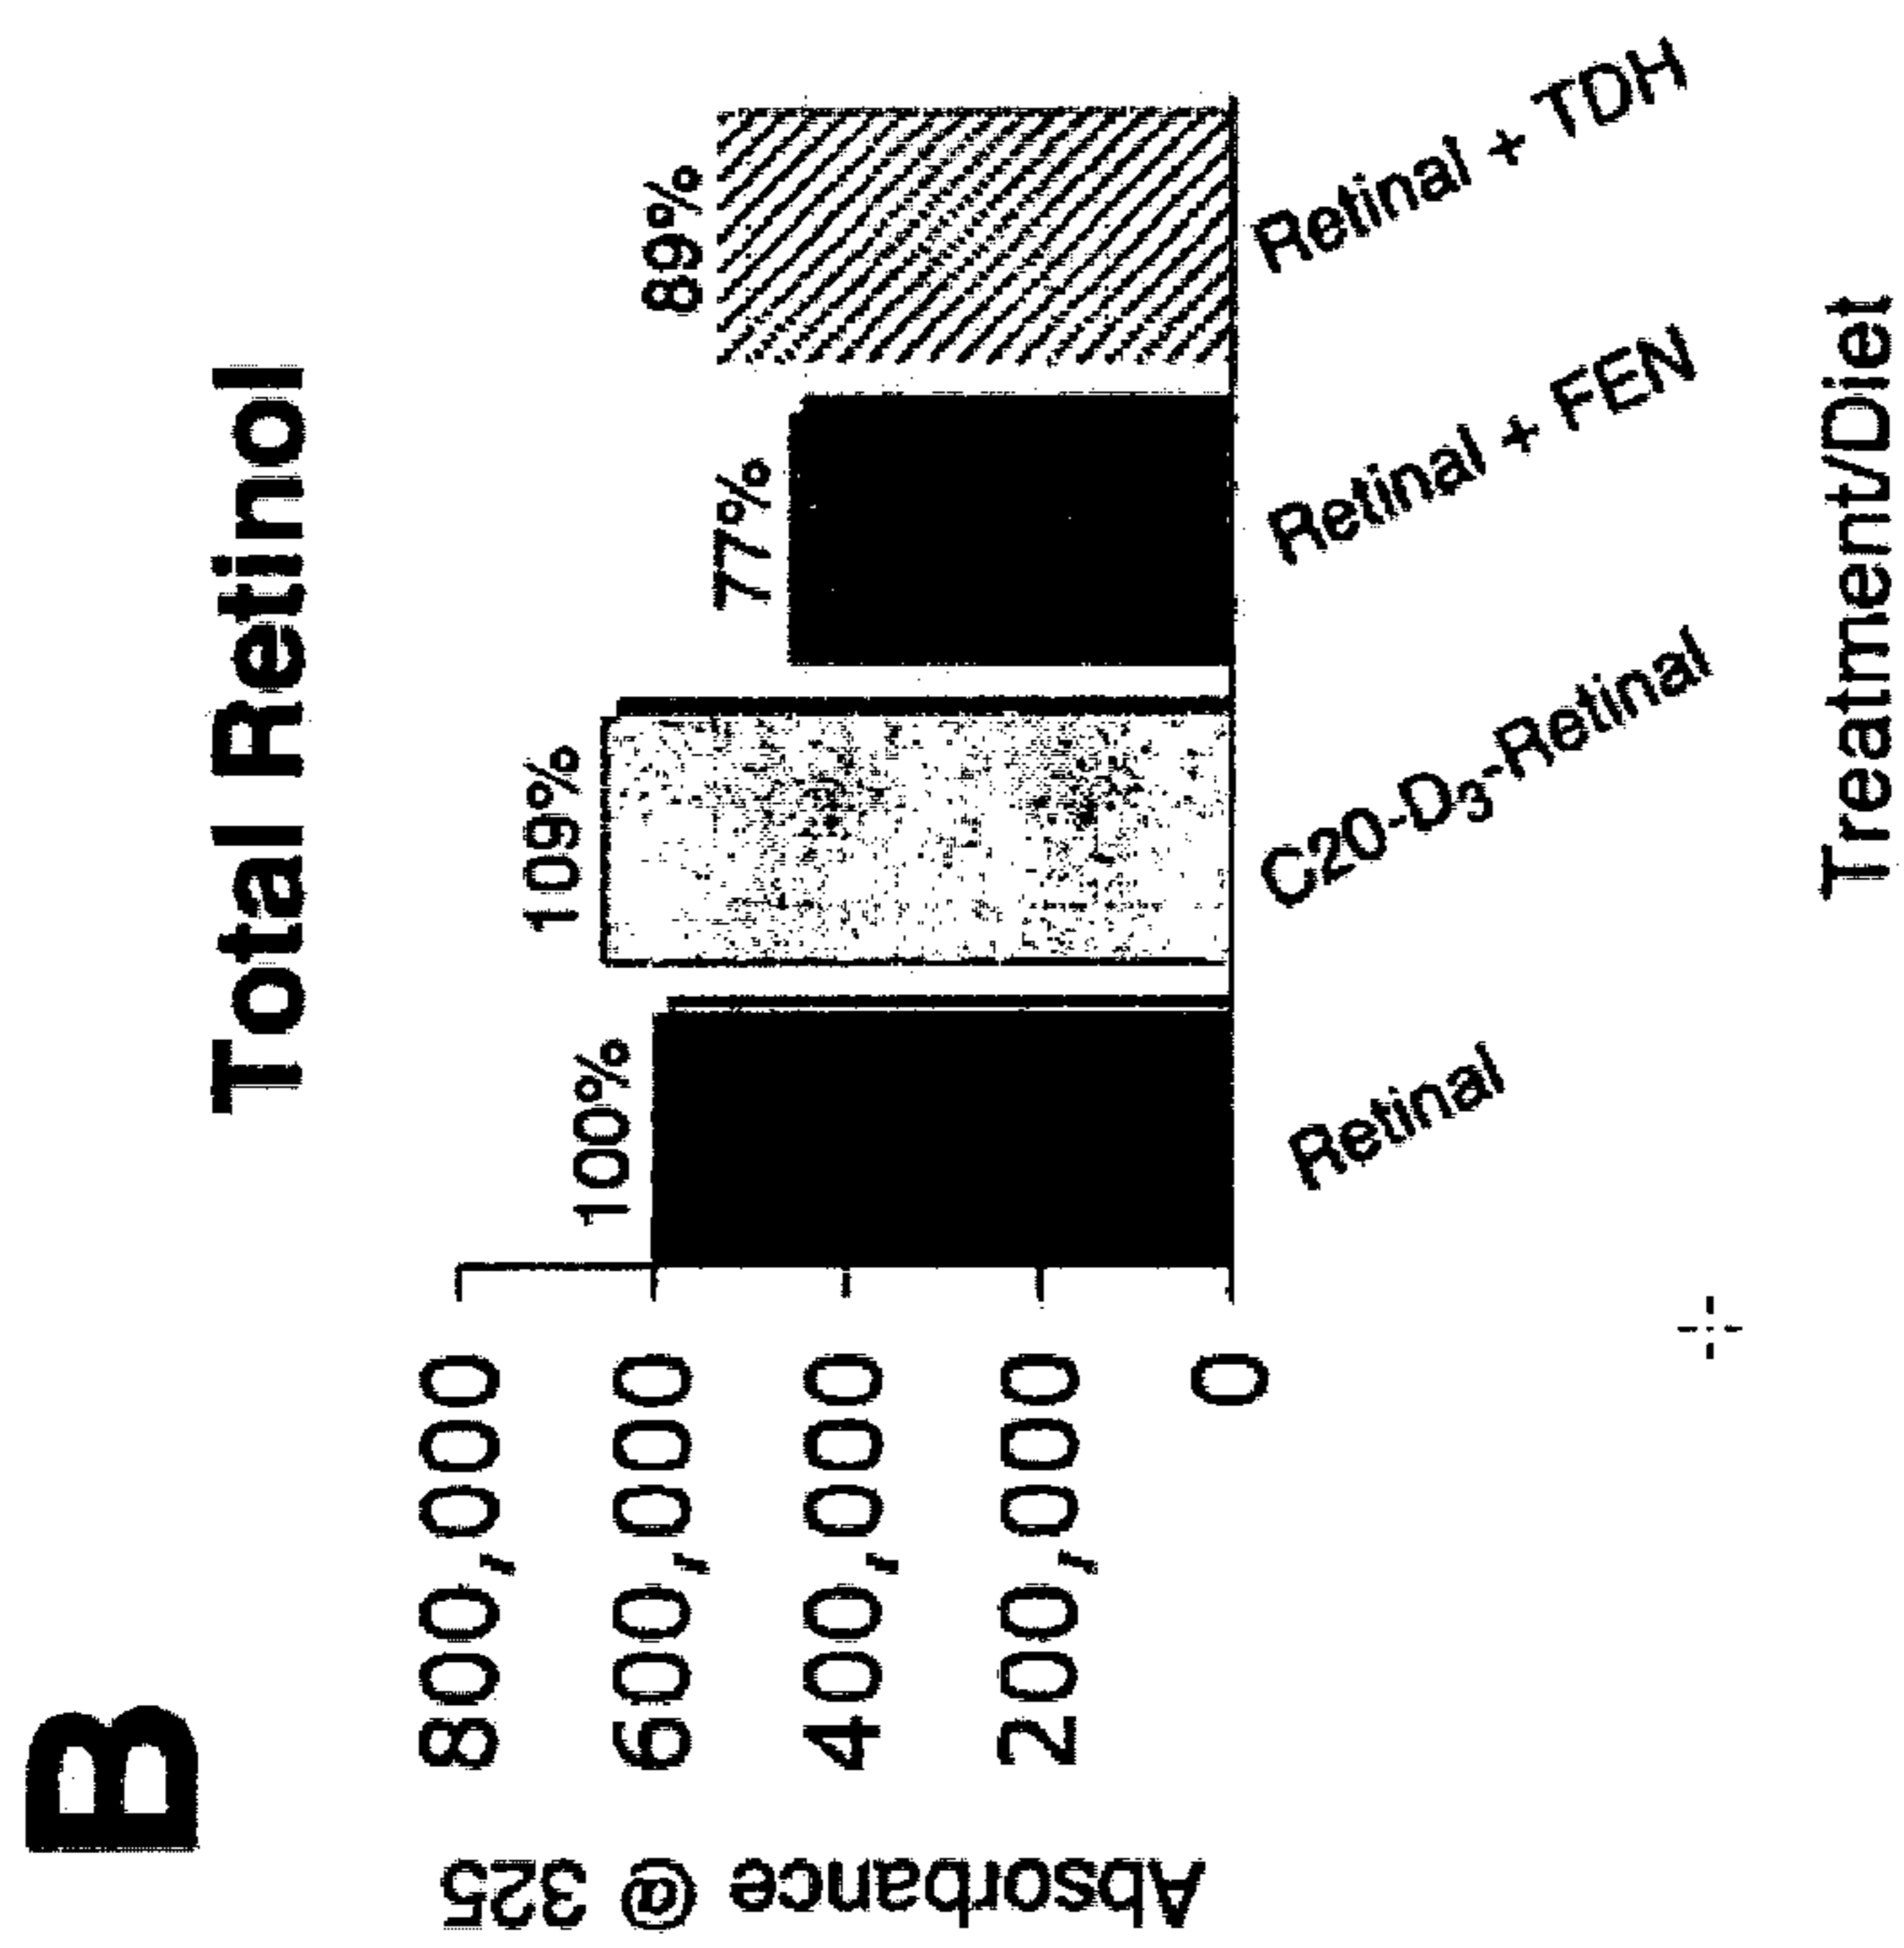 B
Total Retinol
Absorbance @ 325
800,000
600,000
400,000
200,000
0
100%
109%
77%
89%
Retinal
C20-D3-Retinal
Retinal + FEN
Retinal + TDH
Treatment/Diet